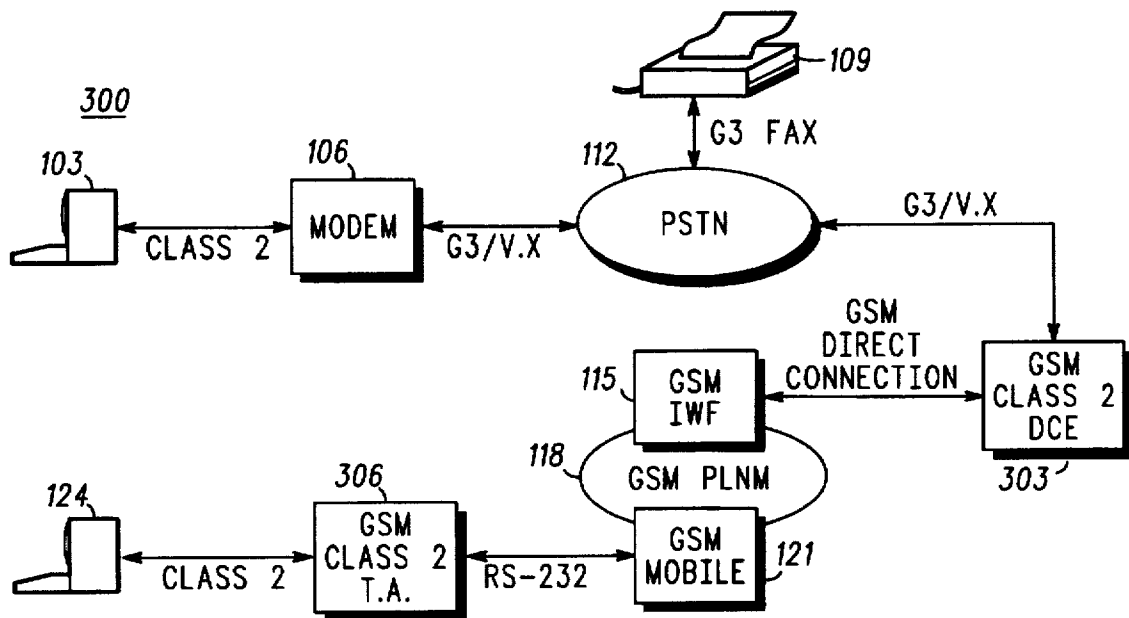 109
300
G3 FAX
103
106
112
MODEM
PSTN
G3/V.X
CLASS 2
G3/V.X
GSM
DIRECT
CONNECTION
115
GSM
IWF
GSM
CLASS 2
DCE
118
GSM PLNM
303
124
306
GSM
CLASS 2
T.A.
GSM
MOBILE
121
CLASS 2
RS-232